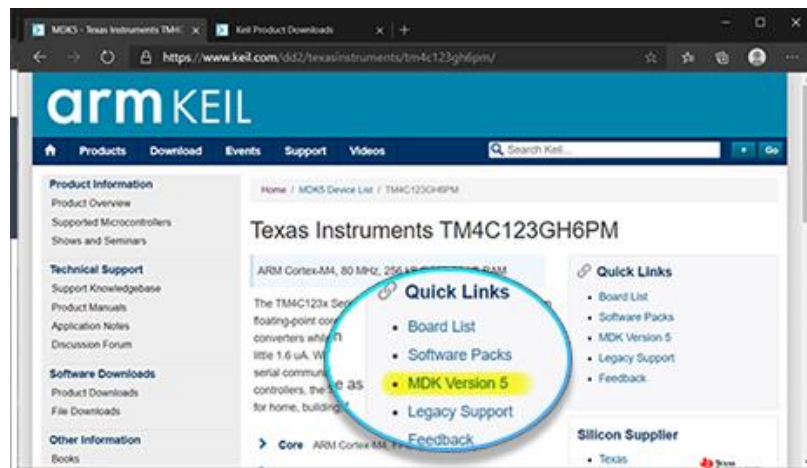 MDK5 - Texas Instruments TM4C
Keil Product Downloads
https://www.keil.com/dd2/texasinstruments/tm4c123gh6pm/
arm KEIL
Products Download Events Support Videos Search Keil... Go
Product Information
Product Overview
Supported Microcontrollers
Shows and Seminars
Technical Support
Support Knowledgebase
Product Manuals
Application Notes
Discussion Forum
Software Downloads
Product Downloads
File Downloads
Other Information
Books
Home / MDK5 Device List / TM4C123GH6PM
Texas Instruments TM4C123GH6PM
ARM Cortex-M4, 80 MHz, 256
The TM4C123x
floating-point
converters while
little 1.6 uA.
serial
controllers, the
for home, building
Core ARM Cortex-M4,
Quick Links
Board List
Software Packs
MDK Version 5
Legacy Support
Feedback
Quick Links
Board List
Software Packs
MDK Version 5
Legacy Support
Feedback
Silicon Supplier
Texas